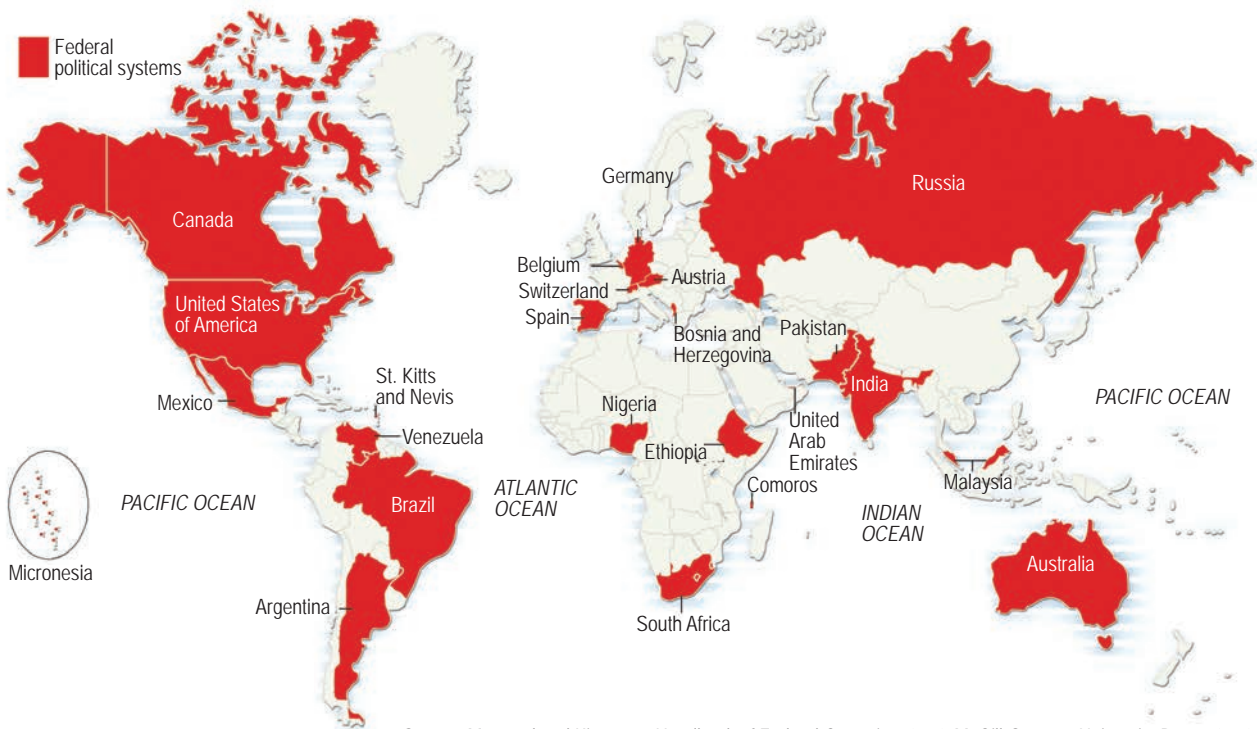 Federal
political systems
Canada
United States
of America
Mexico
St. Kitts
and Nevis
Venezuela
Brazil
Argentina
PACIFIC OCEAN
ATLANTIC
OCEAN
Micronesia
Germany
Belgium
Switzerland
Austria
Spain
Bosnia and
Herzegovina
Russia
Pakistan
India
Nigeria
Ethiopia
United
Arab
Emirates
Comoros
South Africa
INDIAN
OCEAN
Malaysia
PACIFIC OCEAN
Australia